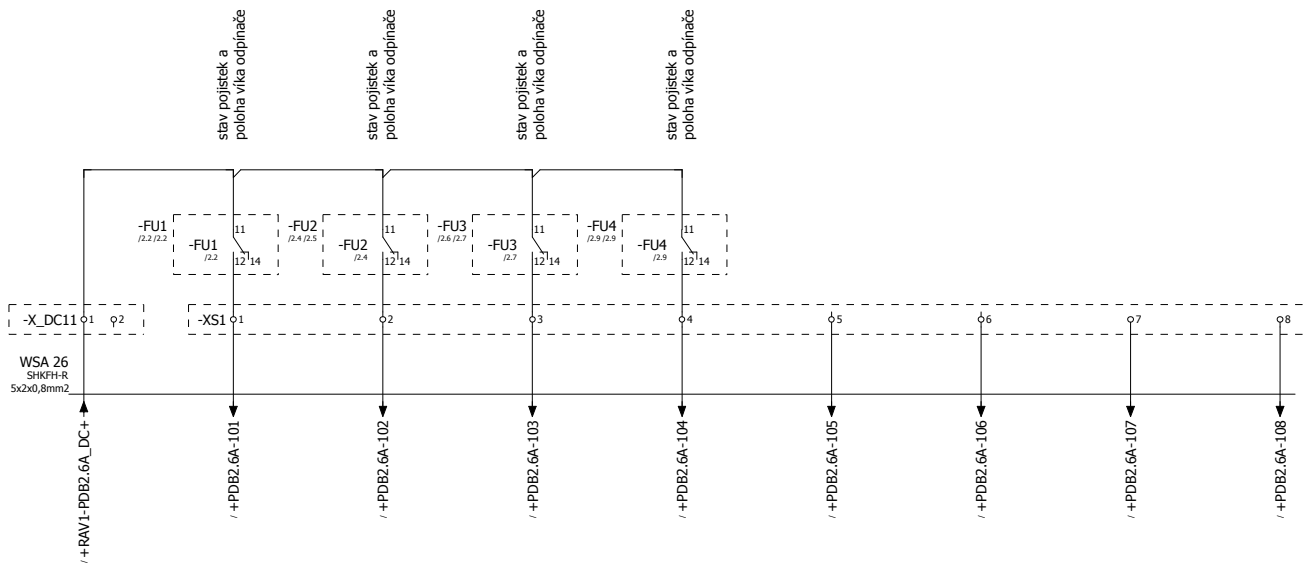 stav pojistek a
poloha víka odpínače
stav pojistek a
poloha víka odpínače
stav pojistek a
poloha víka odpínače
stav pojistek a
poloha víka odpínače
-FU1
/2.2 /2.2
11
-FU1
/2.2
12 14
-FU2
/2.4 /2.5
11
-FU2
/2.4
12 14
-FU3
/2.6 /2.7
11
-FU3
/2.7
12 14
-FU4
/2.9 /2.9
11
-FU4
/2.9
12 14
-X_DC11 1 2
-XS1 1 2 3 4 5 6 7 8
WSA 26
SHKFH-R
5x2x0,8mm2
/ +RAV1-PDB2.6A_DC+
/ +PDB2.6A-101
/ +PDB2.6A-102
/ +PDB2.6A-103
/ +PDB2.6A-104
/ +PDB2.6A-105
/ +PDB2.6A-106
/ +PDB2.6A-107
/ +PDB2.6A-108